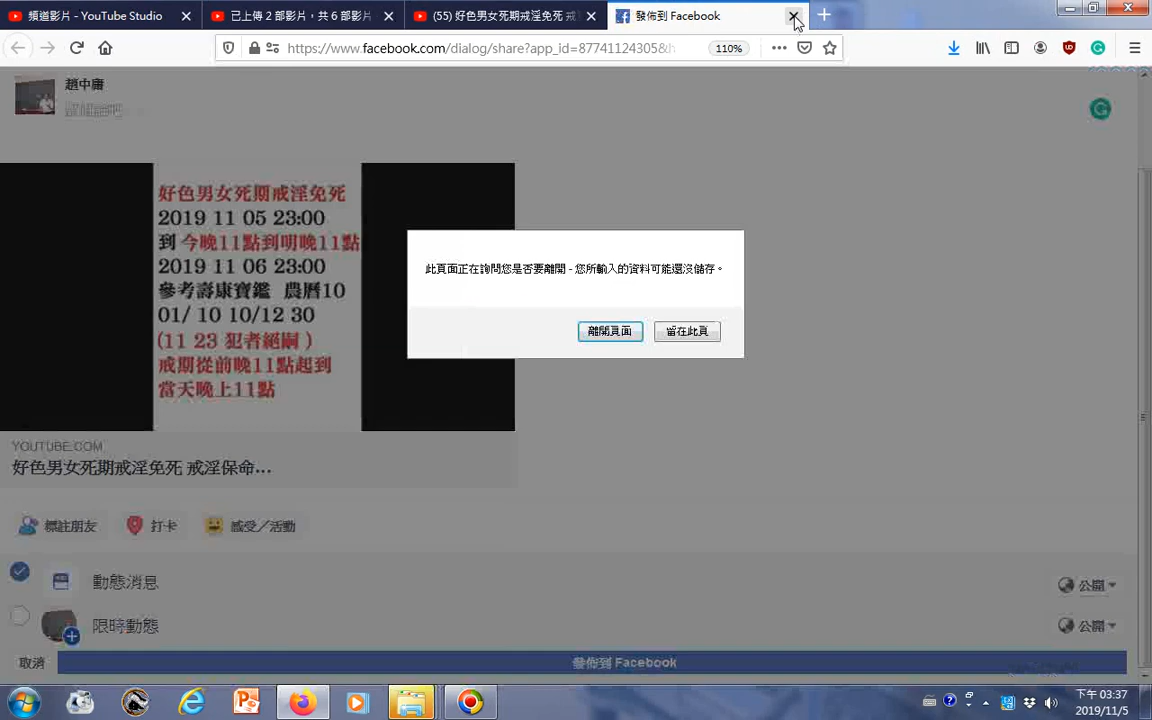 頻道影片 - YouTube Studio
已上傳 2 部影片，共 6 部影片
(55) 好色男女死期戒淫免死 戒
發佈到 Facebook
https://www.facebook.com/dialog/share?app_id=87741124305&
110%
趙中庸
好色男女死期戒淫免死
2019 11 05 23:00
到 今晚11點到明晚11點
2019 11 06 23:00
參考壽康寶鑑 農曆10
01/ 10 10/12 30
(11 23 犯者絕嗣 )
戒期從前晚11點起到
當天晚上11點
此頁面正在詢問您是否要離開 - 您所輸入的資料可能還沒儲存。
離開頁面
留在此頁
YOUTUBE.COM
好色男女死期戒淫免死 戒淫保命...
標註朋友
打卡
感受／活動
動態消息
公開
限時動態
公開
取消
發佈到 Facebook
下午 03:37
2019/11/5